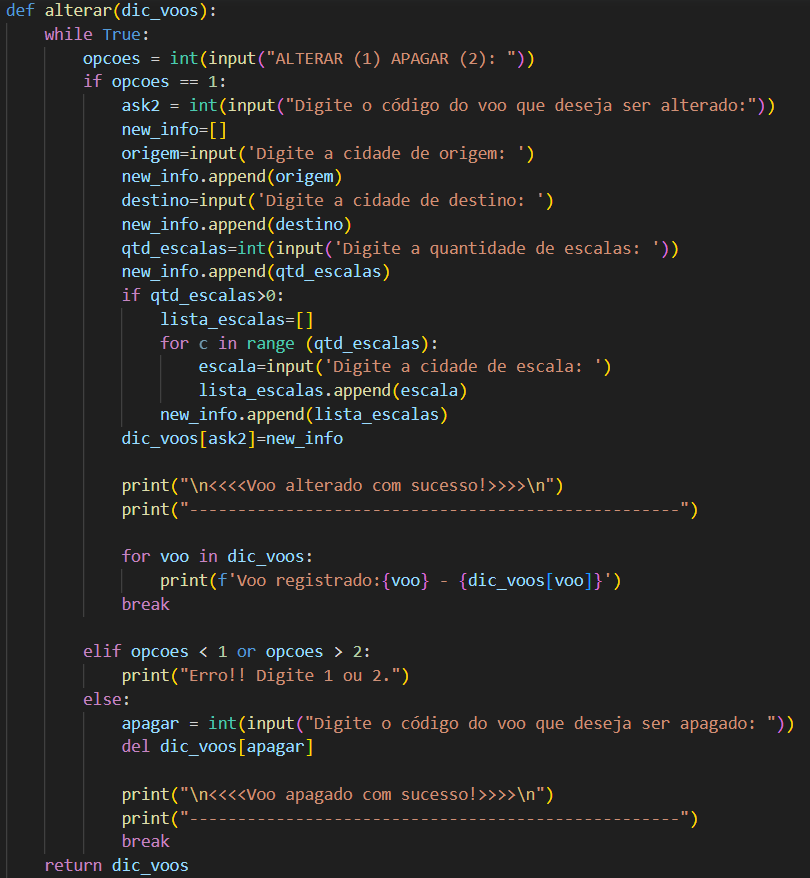 def alterar(dic_voos):
    while True:
        opcoes = int(input("ALTERAR (1) APAGAR (2): "))
        if opcoes == 1:
            ask2 = int(input("Digite o código do voo que deseja ser alterado:"))
            new_info=[]
            origem=input('Digite a cidade de origem: ')
            new_info.append(origem)
            destino=input('Digite a cidade de destino: ')
            new_info.append(destino)
            qtd_escalas=int(input('Digite a quantidade de escalas: '))
            new_info.append(qtd_escalas)
            if qtd_escalas>0:
                lista_escalas=[]
                for c in range (qtd_escalas):
                    escala=input('Digite a cidade de escala: ')
                    lista_escalas.append(escala)
                new_info.append(lista_escalas)
            dic_voos[ask2]=new_info

            print("\n<<<<Voo alterado com sucesso!>>>>\n")
            print("---------------------------------------------------")

            for voo in dic_voos:
                print(f'Voo registrado:{voo} - {dic_voos[voo]}')
            break

        elif opcoes < 1 or opcoes > 2:
            print("Erro!! Digite 1 ou 2.")
        else:
            apagar = int(input("Digite o código do voo que deseja ser apagado: "))
            del dic_voos[apagar]

            print("\n<<<<Voo apagado com sucesso!>>>>\n")
            print("---------------------------------------------------")
            break
    return dic_voos